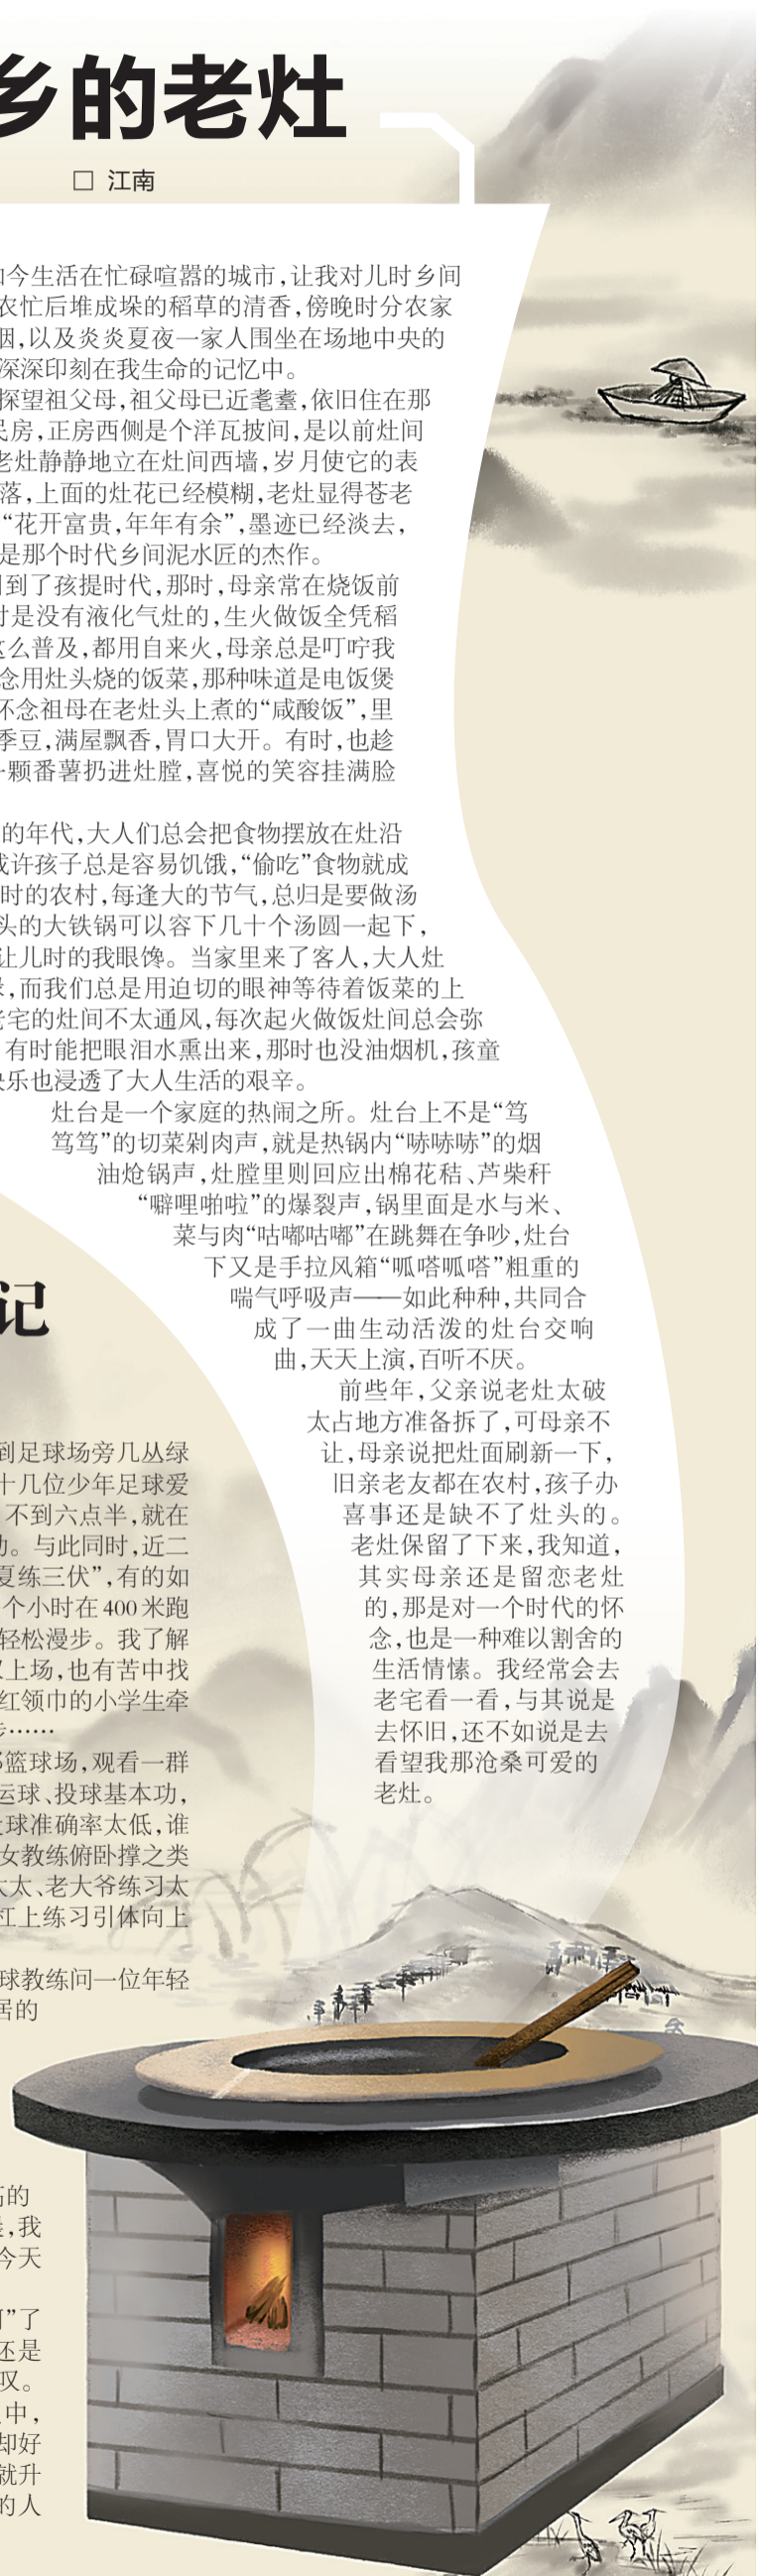 乡的老灶
□ 江南
今生活在忙碌喧嚣的城市,让我对儿时乡间
农忙后堆成垛的稻草的清香,傍晚时分农家
烟,以及炎炎夏夜一家人围坐在场地中央的
深深印刻在我生命的记忆中。
探望祖父母,祖父母已近耄耋,依旧住在那
民房,正房西侧是个洋瓦披间,是以前灶间
老灶静静地立在灶间西墙,岁月使它的表
落,上面的灶花已经模糊,老灶显得苍老
“花开富贵,年年有余”,墨迹已经淡去,
是那个时代乡间泥水匠的杰作。
到了孩提时代,那时,母亲常在烧饭前
时是没有液化气灶的,生火做饭全凭稻
这么普及,都用自来火,母亲总是叮咛我
念用灶头烧的饭菜,那种味道是电饭煲
怀念祖母在老灶头上煮的“咸酸饭”,里
季豆,满屋飘香,胃口大开。有时,也趁
颗番薯扔进灶膛,喜悦的笑容挂满脸
的年代,大人们总会把食物摆放在灶沿
或许孩子总是容易饥饿,“偷吃”食物就成
时的农村,每逢大的节气,总归是要做汤
头的大铁锅可以容下几十个汤圆一起下,
让儿时的我眼馋。当家里来了客人,大人灶
,而我们总是用迫切的眼神等待着饭菜的上
老宅的灶间不太通风,每次起火做饭灶间总会弥
有时能把眼泪水熏出来,那时也没油烟机,孩童
快乐也浸透了大人生活的艰辛。
灶台是一个家庭的热闹之所。灶台上不是“笃
笃笃”的切菜剁肉声,就是热锅内“哧哧哧”的烟
油炝锅声,灶膛里则回应出棉花秸、芦柴秆
“噼哩啪啦”的爆裂声,锅里面是水与米、
菜与肉“咕嘟咕嘟”在跳舞在争吵,灶台
下又是手拉风箱“呱嗒呱嗒”粗重的
喘气呼吸声——如此种种,共同合
成了一曲生动活泼的灶台交响
曲,天天上演,百听不厌。
前些年,父亲说老灶太破
太占地方准备拆了,可母亲不
让,母亲说把灶面刷新一下,
旧亲老友都在农村,孩子办
喜事还是缺不了灶头的。
老灶保留了下来,我知道,
其实母亲还是留恋老灶
的,那是对一个时代的怀
念,也是一种难以割舍的
生活情愫。我经常会去
老宅看一看,与其说是
去怀旧,还不如说是去
看望我那沧桑可爱的
老灶。
记
到足球场旁几丛绿
十几位少年足球爱
不到六点半,就在
。与此同时,近二
夏练三伏”,有的如
个小时在400米跑
轻松漫步。我了解
上场,也有苦中找
红领巾的小学生牵
步……
篮球场,观看一群
运球、投球基本功,
球准确率太低,谁
女教练俯卧撑之类
太太、老大爷练习太
杠上练习引体向上
球教练问一位年轻
居的
高的
,我
今天
”了
还是
叹。
中,
却好
就升
的人